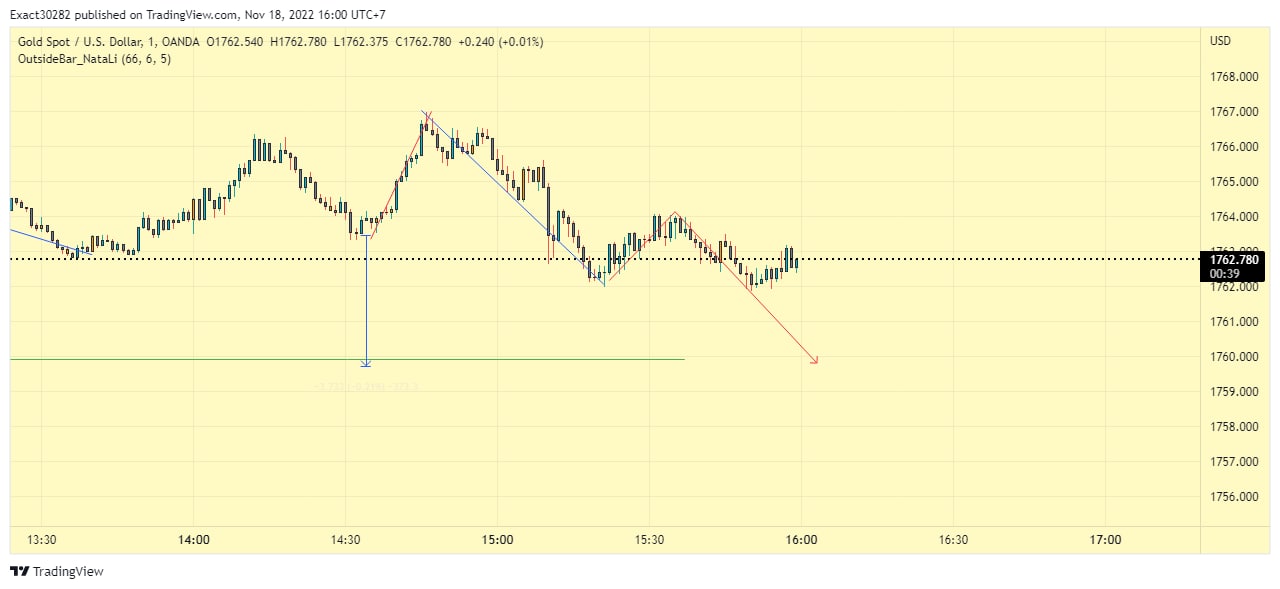 Exact30282 published on TradingView.com, Nov 18, 2022 16:00 UTC+7
Gold Spot / U.S. Dollar, 1, OANDA O1762.540 H1762.780 L1762.375 C1762.780 +0.240 (+0.01%)
OutsideBar_NataLi (66, 6, 5)
USD
1768.000
1767.000
1766.000
1765.000
1764.000
1763.000
1762.780
00:39
1762.000
1761.000
1760.000
1759.000
1758.000
1757.000
1756.000
13:30 14:00 14:30 15:00 15:30 16:00 16:30 17:00
TradingView